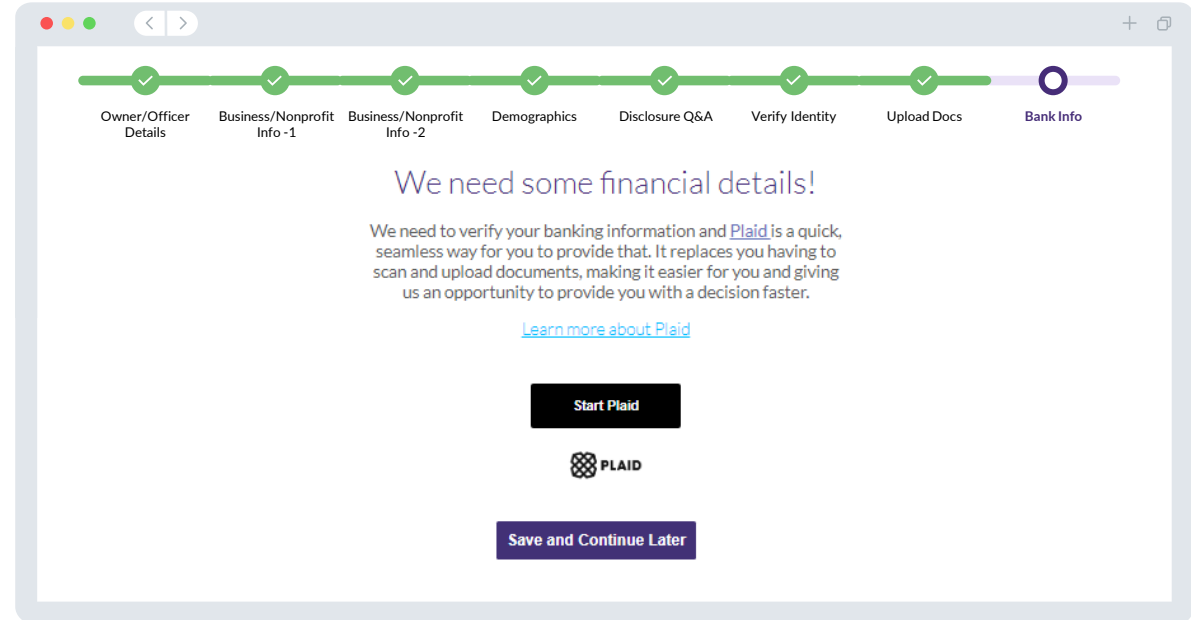 Owner/Officer
Details
Business/Nonprofit
Info -1
Business/Nonprofit
Info -2
Demographics
Disclosure Q&A
Verify Identity
Upload Docs
Bank Info
We need some financial details!
We need to verify your banking information and Plaid is a quick,
seamless way for you to provide that. It replaces you having to
scan and upload documents, making it easier for you and giving
us an opportunity to provide you with a decision faster.
Learn more about Plaid
Start Plaid
PLAID
Save and Continue Later